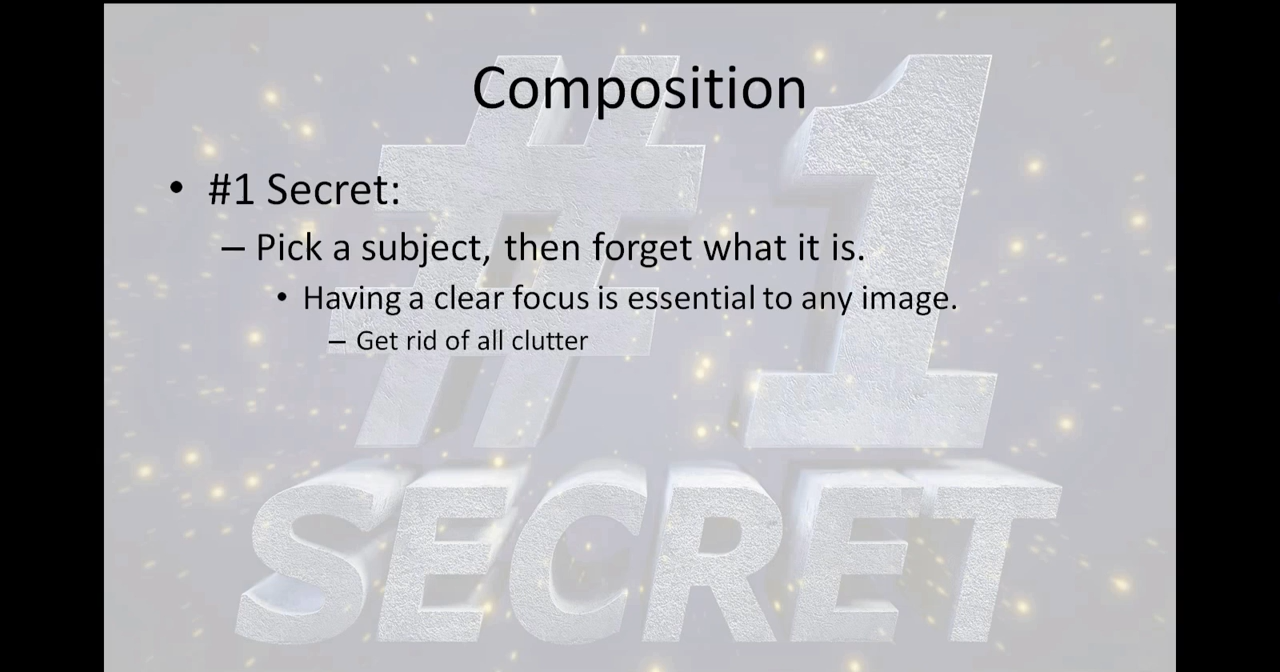 Composition
• #1 Secret:
– Pick a subject, then forget what it is.
• Having a clear focus is essential to any image.
– Get rid of all clutter
#1
SECRET